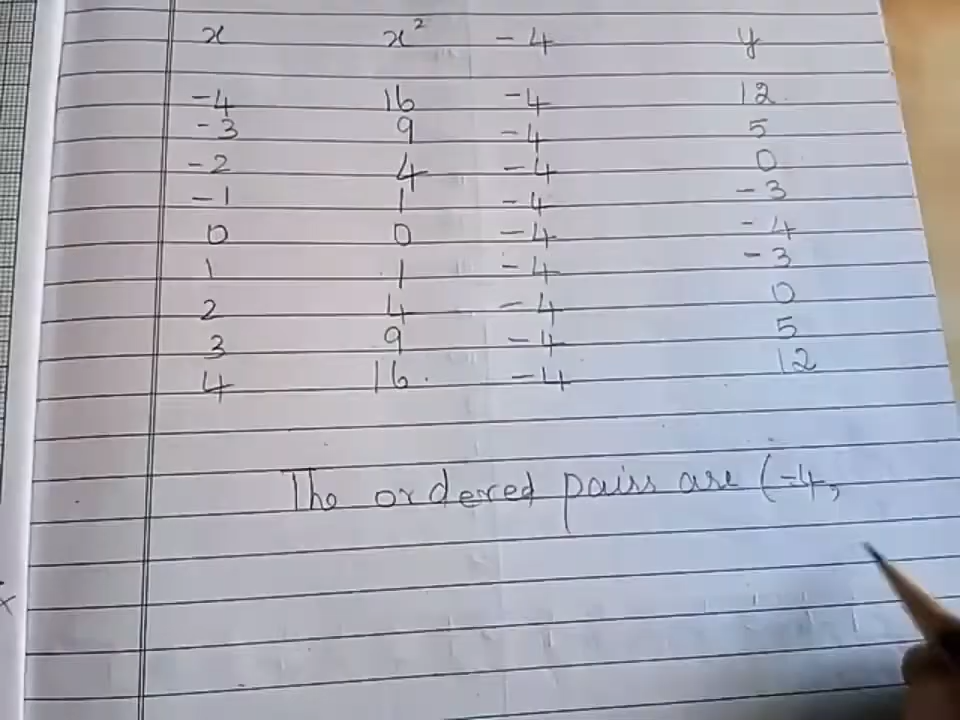 x x² -4 y
-4 16 -4 12
-3 9 -4 5
-2 4 -4 0
-1 1 -4 -3
0 0 -4 -4
1 1 -4 -3
2 4 -4 0
3 9 -4 5
4 16. -4 12
The ordered pairs are (-4,